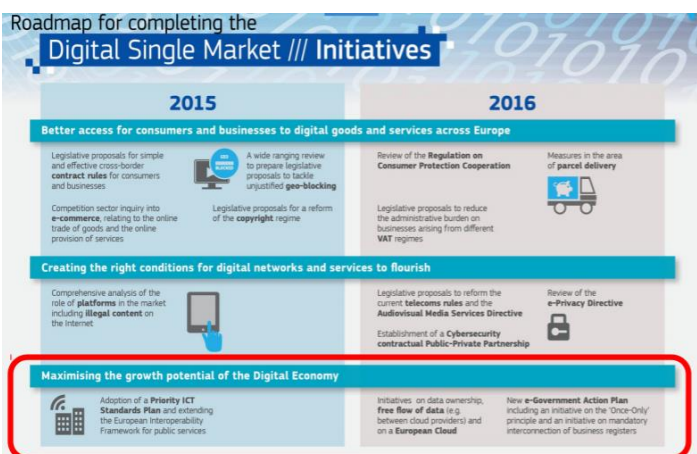 Roadmap for completing the
Digital Single Market /// Initiatives
2015
2016
Better access for consumers and businesses to digital goods and services across Europe
Legislative proposals for simple
and effective cross-border
contract rules for consumers
and businesses
A wide ranging review
to prepare legislative
proposals to tackle
unjustified geo-blocking
Competition sector inquiry into
e-commerce, relating to the online
trade of goods and the online
provision of services
Legislative proposals for a reform
of the copyright regime
Review of the Regulation on
Consumer Protection Cooperation
Measures in the area
of parcel delivery
Legislative proposals to reduce
the administrative burden on
businesses arising from different
VAT regimes
Creating the right conditions for digital networks and services to flourish
Comprehensive analysis of the
role of platforms in the market
including illegal content on
the Internet
Legislative proposals to reform the
current telecoms rules and the
Audiovisual Media Services Directive
Review of the
e-Privacy Directive
Establishment of a Cybersecurity
contractual Public-Private Partnership
Maximising the growth potential of the Digital Economy
Adoption of a Priority ICT
Standards Plan and extending
the European Interoperability
Framework for public services
Initiatives on data ownership,
free flow of data (e.g.
between cloud providers) and
on a European Cloud
New e-Government Action Plan
including an initiative on the 'Once-Only'
principle and an initiative on mandatory
interconnection of business registers